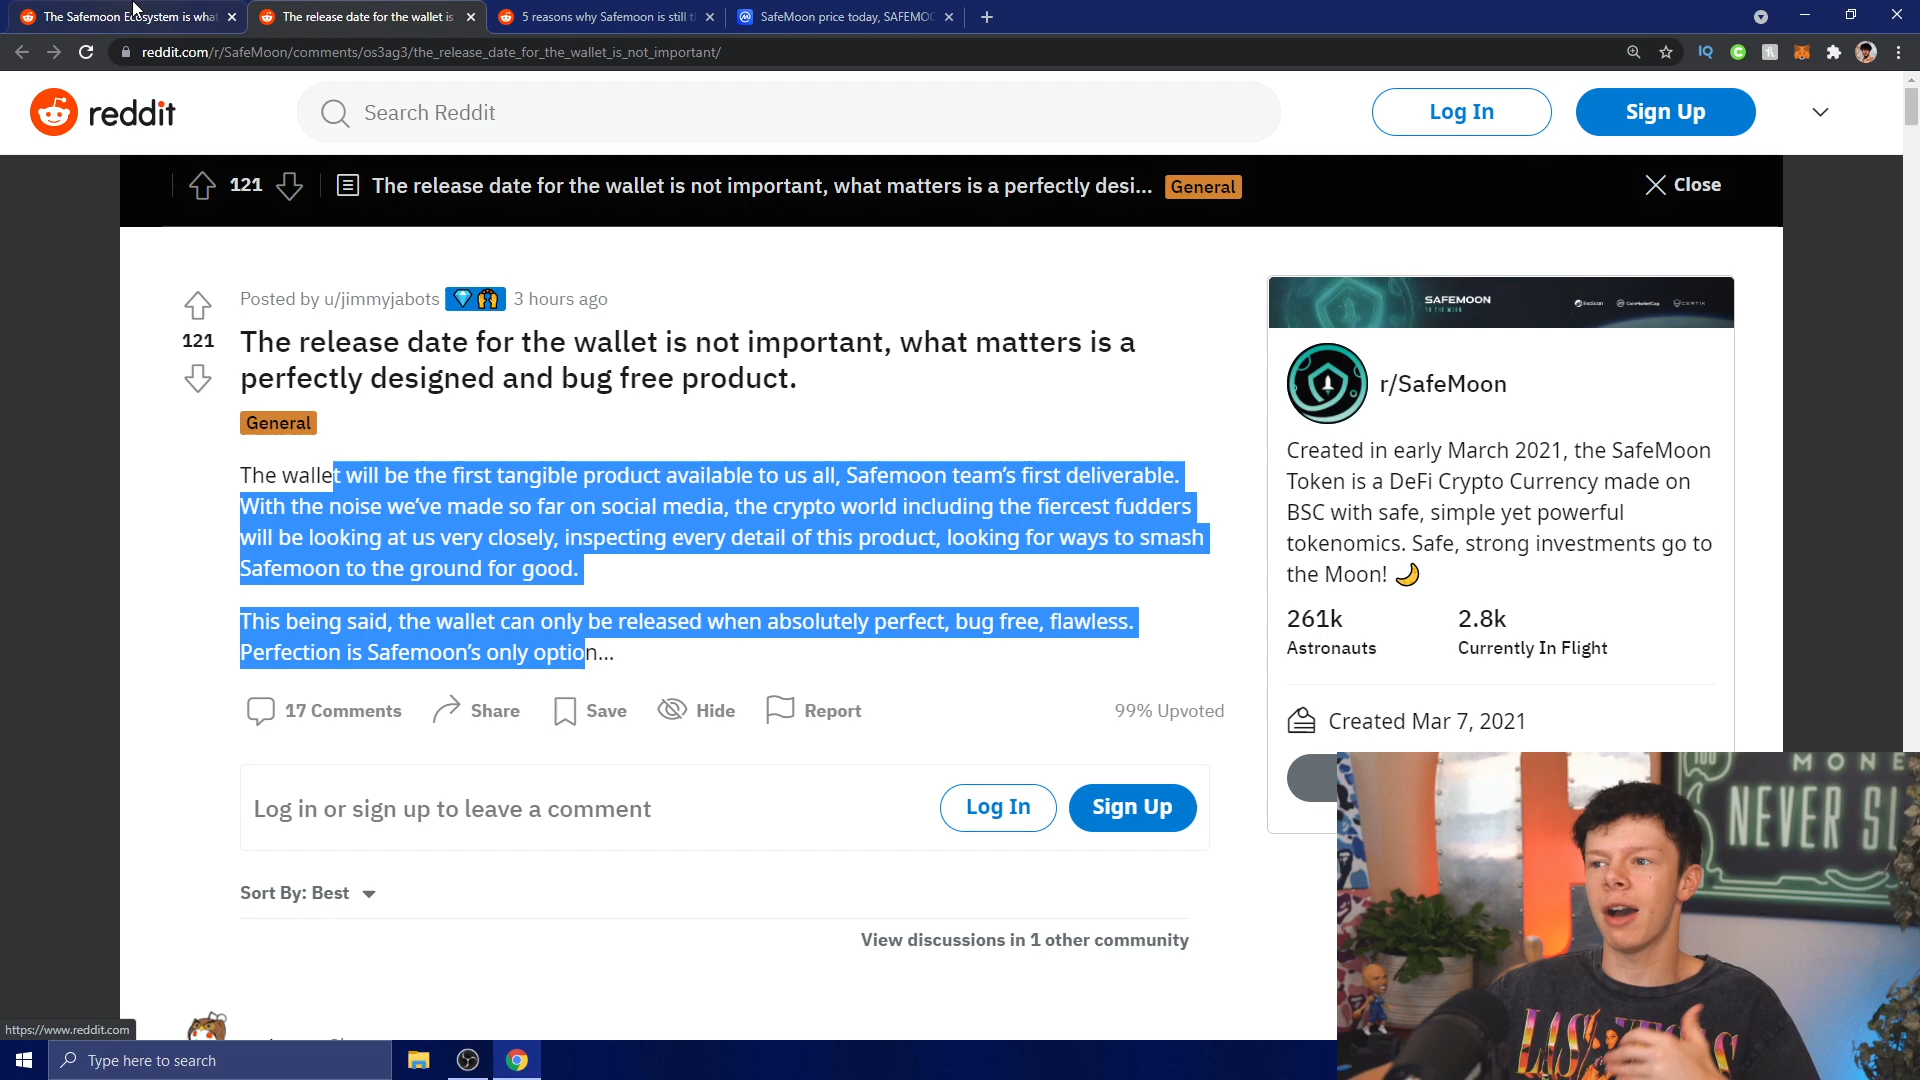 The Safemoon Ecosystem is what
The release date for the wallet is
5 reasons why Safemoon is still t
SafeMoon price today, SAFEMOO
reddit.com/r/SafeMoon/comments/os3ag3/the_release_date_for_the_wallet_is_not_important/
reddit
Search Reddit
Log In
Sign Up
121
The release date for the wallet is not important, what matters is a perfectly desi...
General
Close
Posted by u/jimmyjabots
3 hours ago
121
The release date for the wallet is not important, what matters is a
perfectly designed and bug free product.
General
The wallet will be the first tangible product available to us all, Safemoon team's first deliverable.
With the noise we've made so far on social media, the crypto world including the fiercest fudders
will be looking at us very closely, inspecting every detail of this product, looking for ways to smash
Safemoon to the ground for good.
This being said, the wallet can only be released when absolutely perfect, bug free, flawless.
Perfection is Safemoon's only option...
17 Comments
Share
Save
Hide
Report
99% Upvoted
Log in or sign up to leave a comment
Log In
Sign Up
Sort By: Best
View discussions in 1 other community
SAFEMOON
TO THE MOON
BscScan
CoinMarketCap
CERTIK
r/SafeMoon
Created in early March 2021, the SafeMoon
Token is a DeFi Crypto Currency made on
BSC with safe, simple yet powerful
tokenomics. Safe, strong investments go to
the Moon!
261k
2.8k
Astronauts
Currently In Flight
Created Mar 7, 2021
100
MONE
NEVER SL
LAS VEGAS
https://www.reddit.com
Type here to search